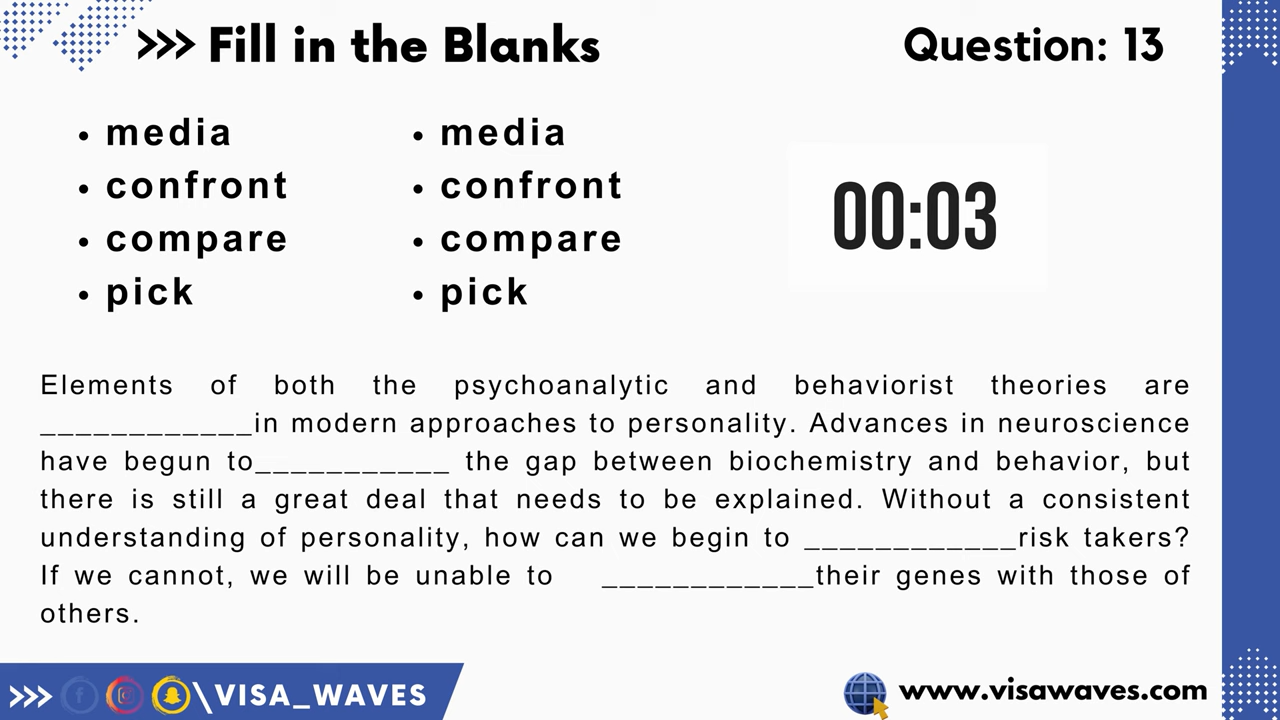 >>> Fill in the Blanks
Question: 13
• media
• confront
• compare
• pick
• media
• confront
• compare
• pick
00:03
Elements of both the psychoanalytic and behaviorist theories are
____________in modern approaches to personality. Advances in neuroscience
have begun to___________ the gap between biochemistry and behavior, but
there is still a great deal that needs to be explained. Without a consistent
understanding of personality, how can we begin to ____________risk takers?
If we cannot, we will be unable to ____________their genes with those of
others.
>>> \VISA_WAVES
www.visawaves.com